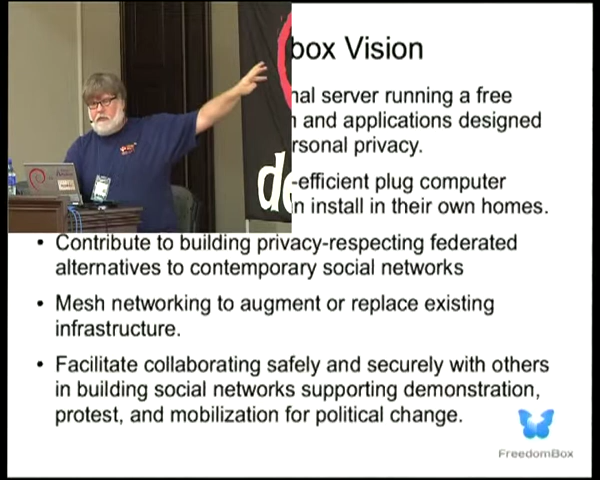 box Vision
nal server running a free
and applications designed
rsonal privacy.
-efficient plug computer
n install in their own homes.
• Contribute to building privacy-respecting federated
alternatives to contemporary social networks
• Mesh networking to augment or replace existing
infrastructure.
• Facilitate collaborating safely and securely with others
in building social networks supporting demonstration,
protest, and mobilization for political change.
FreedomBox
de